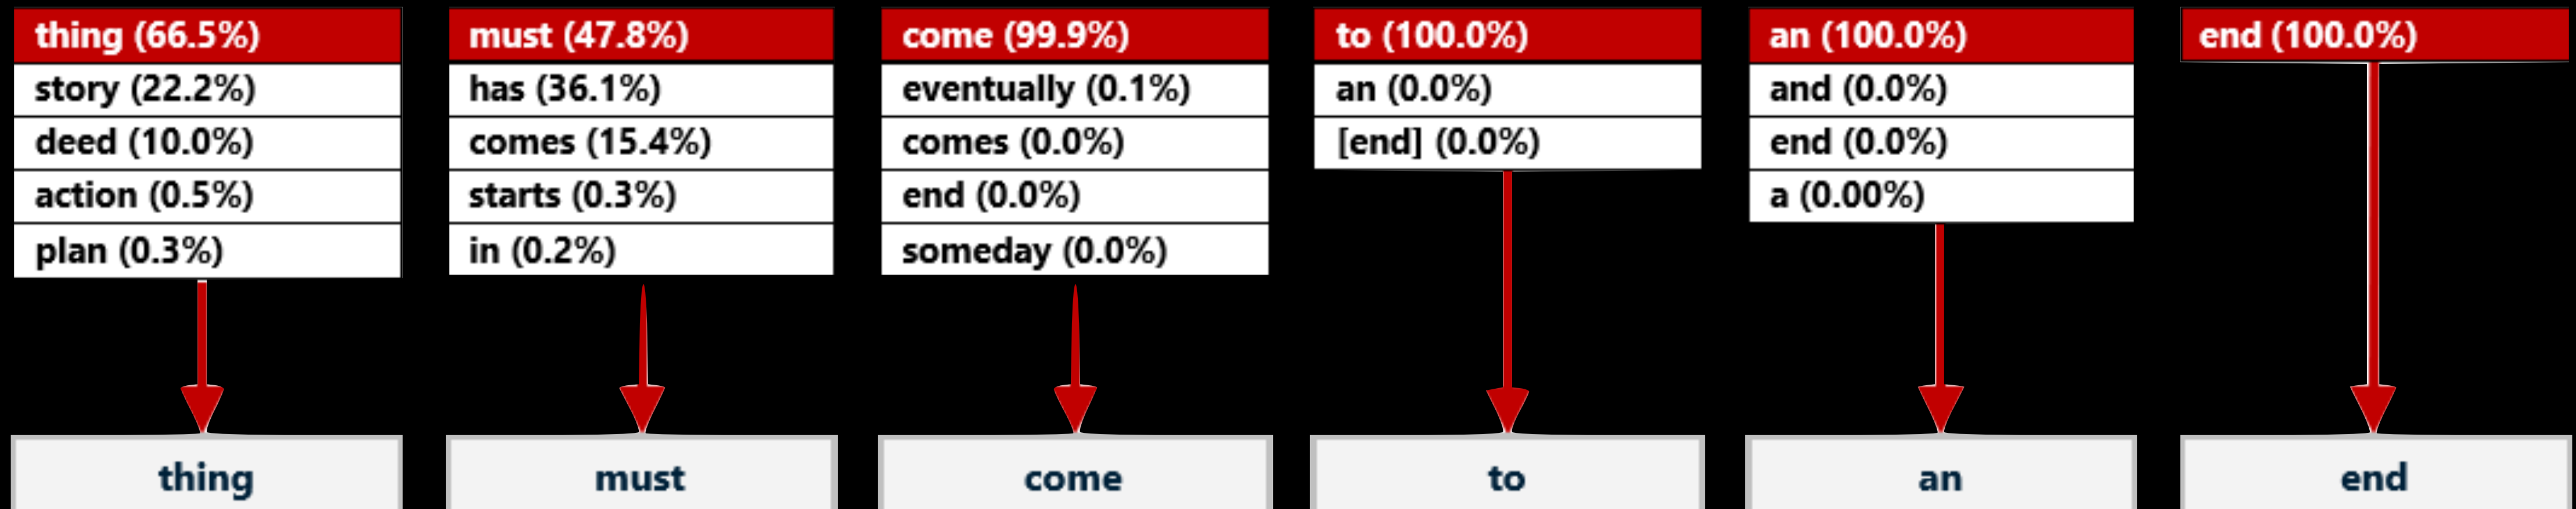 thing (66.5%)
story (22.2%)
deed (10.0%)
action (0.5%)
plan (0.3%)
thing
must (47.8%)
has (36.1%)
comes (15.4%)
starts (0.3%)
in (0.2%)
must
come (99.9%)
eventually (0.1%)
comes (0.0%)
end (0.0%)
someday (0.0%)
come
to (100.0%)
an (0.0%)
[end] (0.0%)
to
an (100.0%)
and (0.0%)
end (0.0%)
a (0.00%)
an
end (100.0%)
end